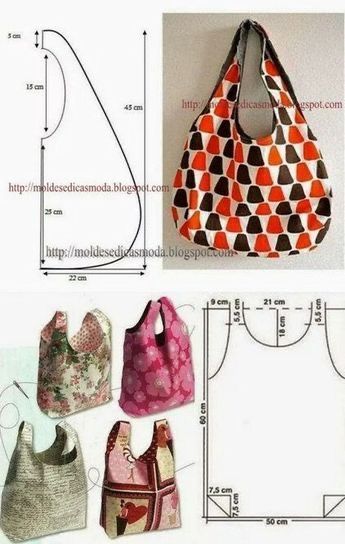 5 cm
15 cm
45 cm
http://moldesedicasmoda.blogspot.com
http://moldesedicasmoda.blogspot.com
25 cm
http://moldesedicasmoda.blogspot.com
22 cm
9 cm
21 cm
5,5 cm
18 cm
5,5 cm
60 cm
7,5 cm
7,5 cm
50 cm